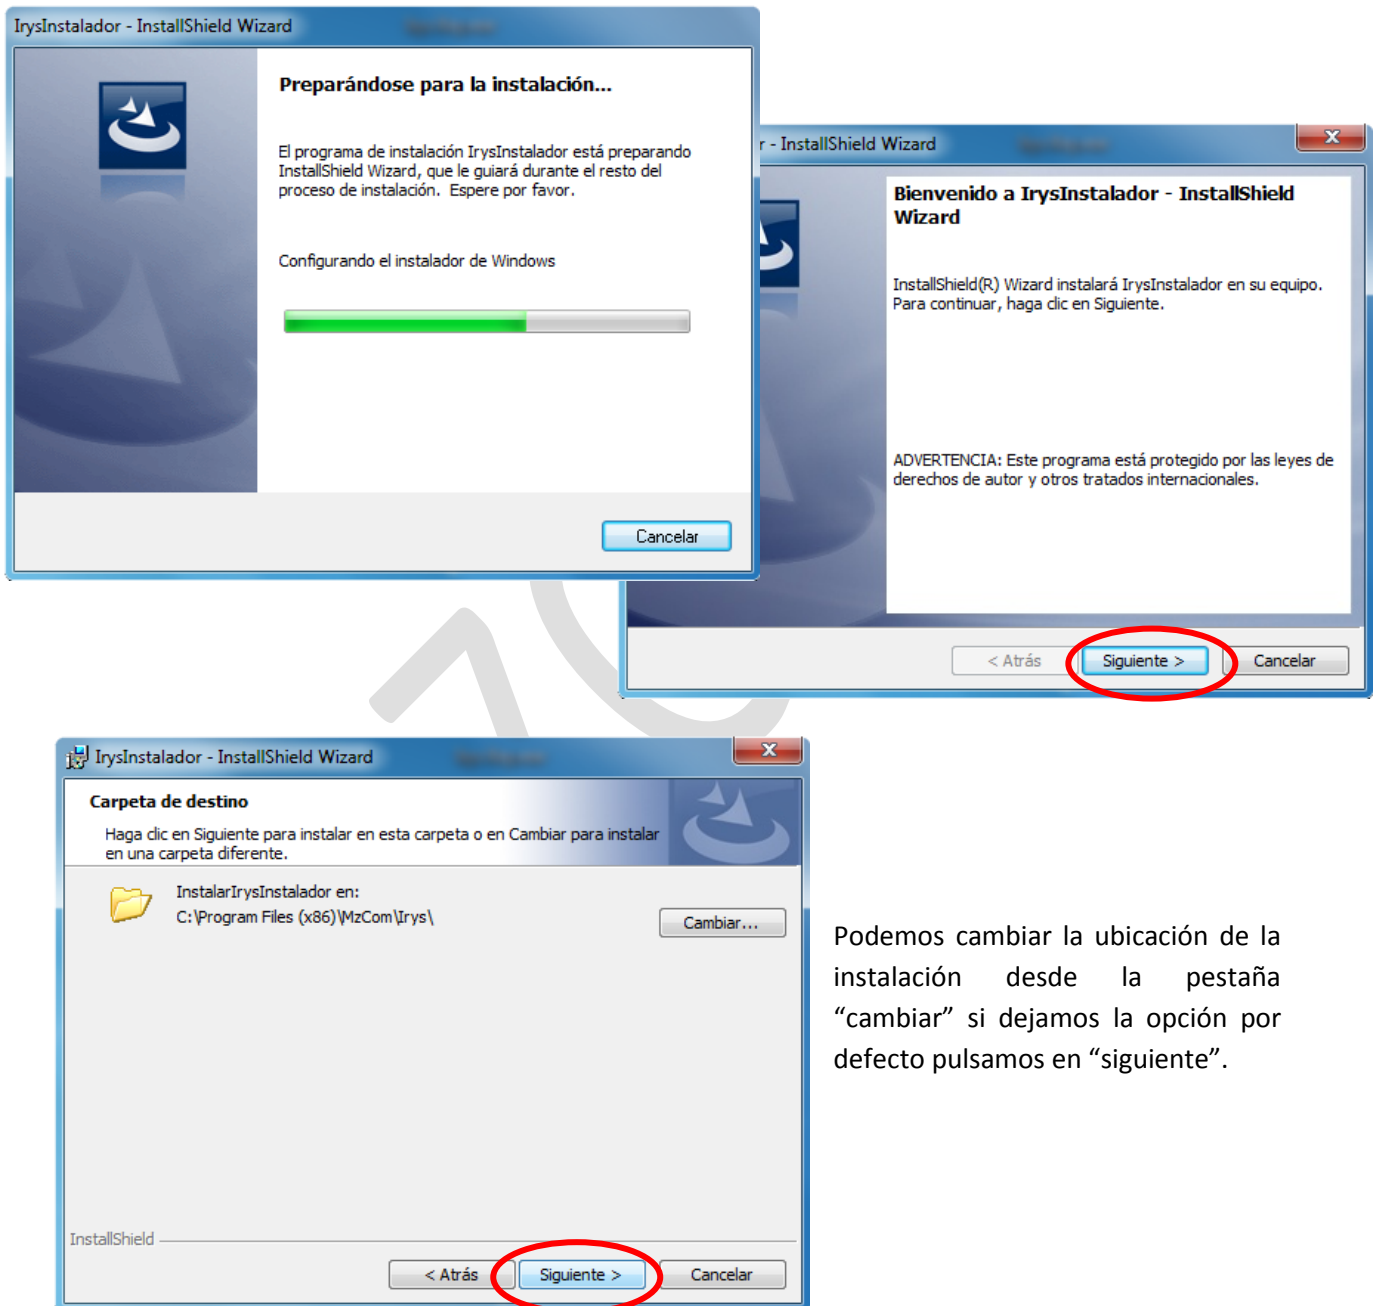 IrysInstalador - InstallShield Wizard
Preparándose para la instalación...
El programa de instalación IrysInstalador está preparando
InstallShield Wizard, que le guiará durante el resto del
proceso de instalación. Espere por favor.
Configurando el instalador de Windows
Cancelar
r - InstallShield Wizard
Bienvenido a IrysInstalador - InstallShield
Wizard
InstallShield(R) Wizard instalará IrysInstalador en su equipo.
Para continuar, haga clic en Siguiente.
ADVERTENCIA: Este programa está protegido por las leyes de
derechos de autor y otros tratados internacionales.
< Atrás
Siguiente >
Cancelar
IrysInstalador - InstallShield Wizard
Carpeta de destino
Haga clic en Siguiente para instalar en esta carpeta o en Cambiar para instalar
en una carpeta diferente.
InstalarIrysInstalador en:
C:\Program Files (x86)\MzCom\Irys\
Cambiar...
InstallShield
< Atrás
Siguiente >
Cancelar
Podemos cambiar la ubicación de la
instalación desde la pestaña
“cambiar” si dejamos la opción por
defecto pulsamos en “siguiente”.